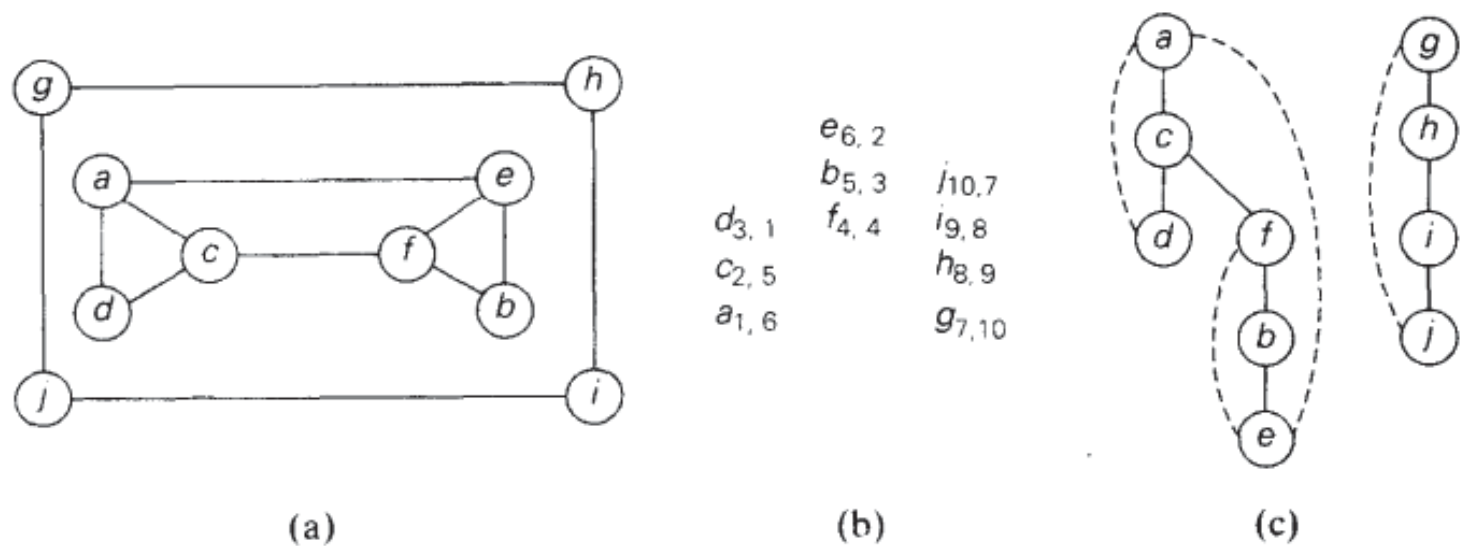 g h
a e
c f
d b
j i
(a)
e6, 2
b5, 3 j10,7
d3, 1 f4, 4 i9,8
c2, 5 h8,9
a1, 6 g7,10
(b)
a g
c h
d f i
b j
e
(c)